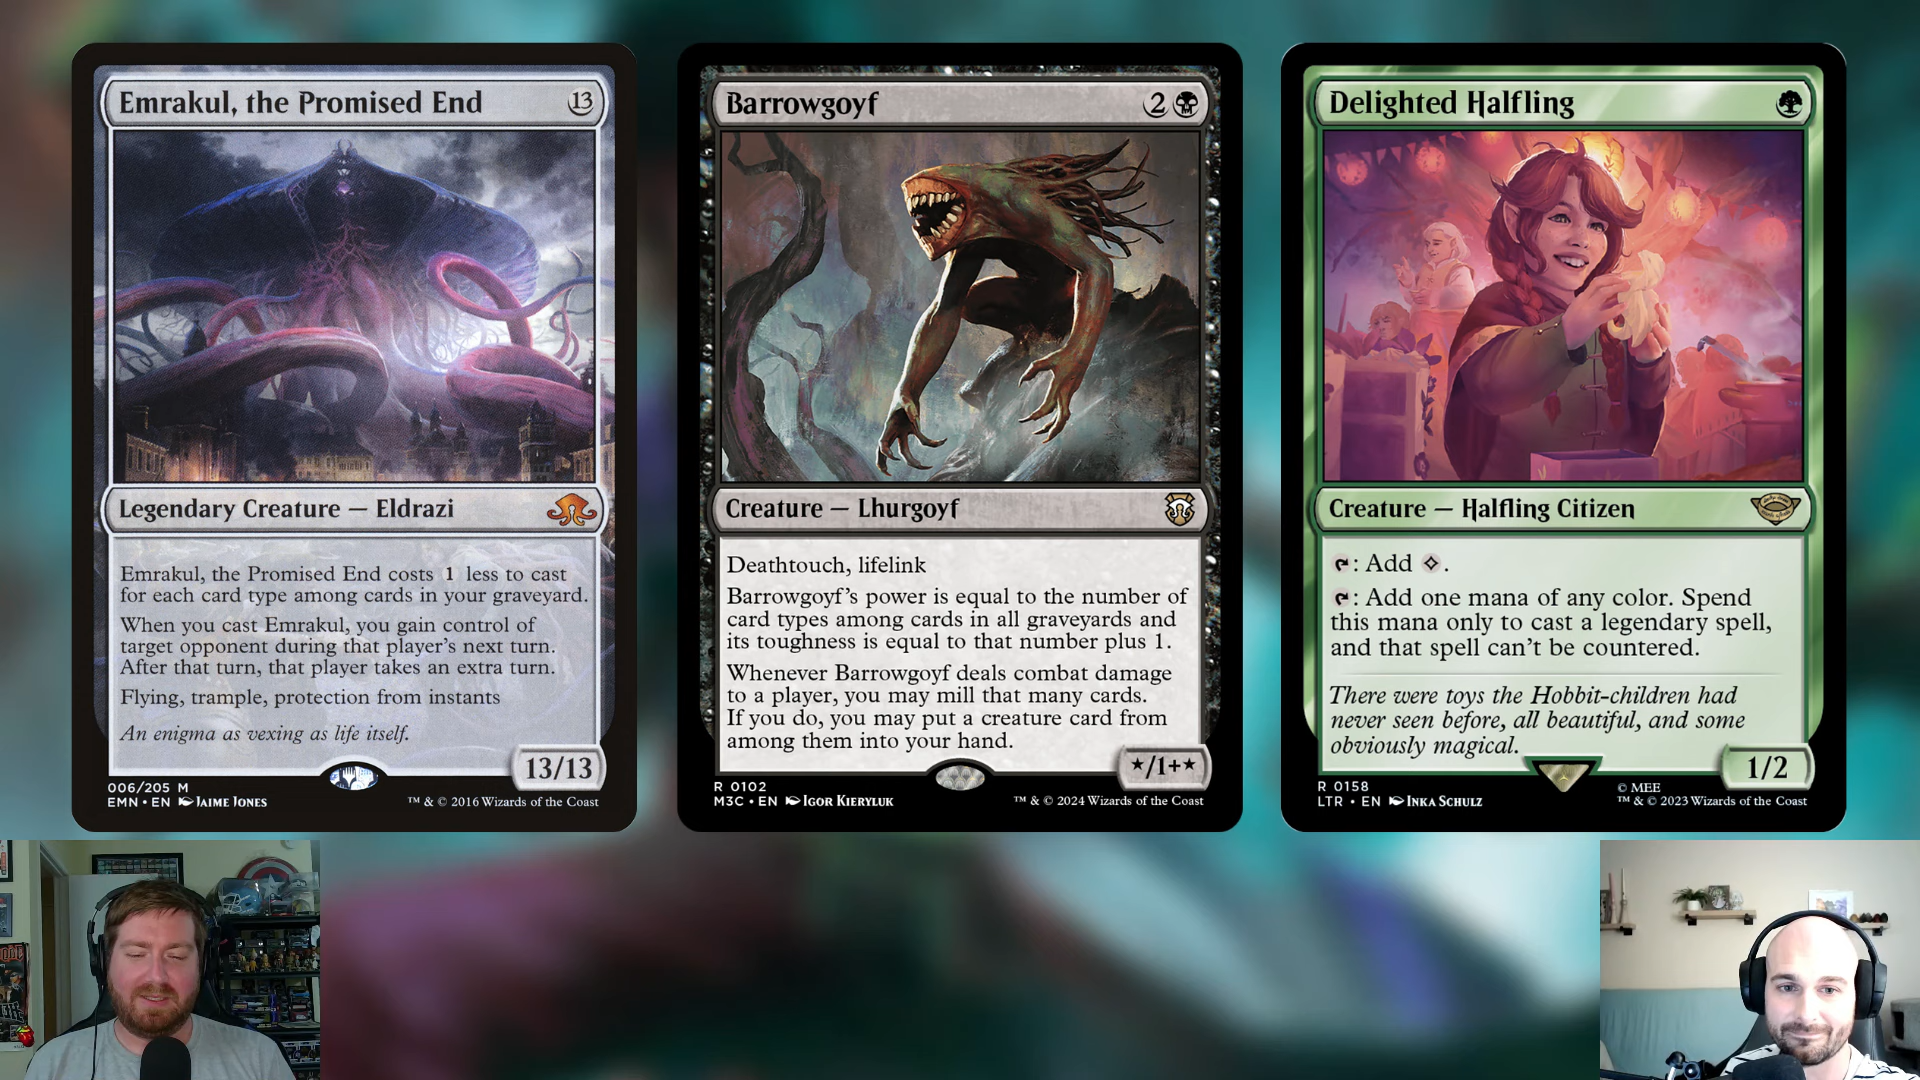 Emrakul, the Promised End 13
Legendary Creature — Eldrazi
Emrakul, the Promised End costs 1 less to cast
for each card type among cards in your graveyard.
When you cast Emrakul, you gain control of
target opponent during that player's next turn.
After that turn, that player takes an extra turn.
Flying, trample, protection from instants
An enigma as vexing as life itself.
13/13
006/205 M
EMN • EN Jaime Jones
™ & © 2016 Wizards of the Coast
Barrowgoyf 2
Creature — Lhurgoyf
Deathtouch, lifelink
Barrowgoyf's power is equal to the number of
card types among cards in all graveyards and
its toughness is equal to that number plus 1.
Whenever Barrowgoyf deals combat damage
to a player, you may mill that many cards.
If you do, you may put a creature card from
among them into your hand.
★/1+★
R 0102
M3C • EN Igor Kieryluk
™ & © 2024 Wizards of the Coast
Delighted Halfling
Creature — Halfling Citizen
: Add .
: Add one mana of any color. Spend
this mana only to cast a legendary spell,
and that spell can't be countered.
There were toys the Hobbit-children had
never seen before, all beautiful, and some
obviously magical.
1/2
R 0158
LTR • EN Inka Schulz
© MEE
™ & © 2023 Wizards of the Coast